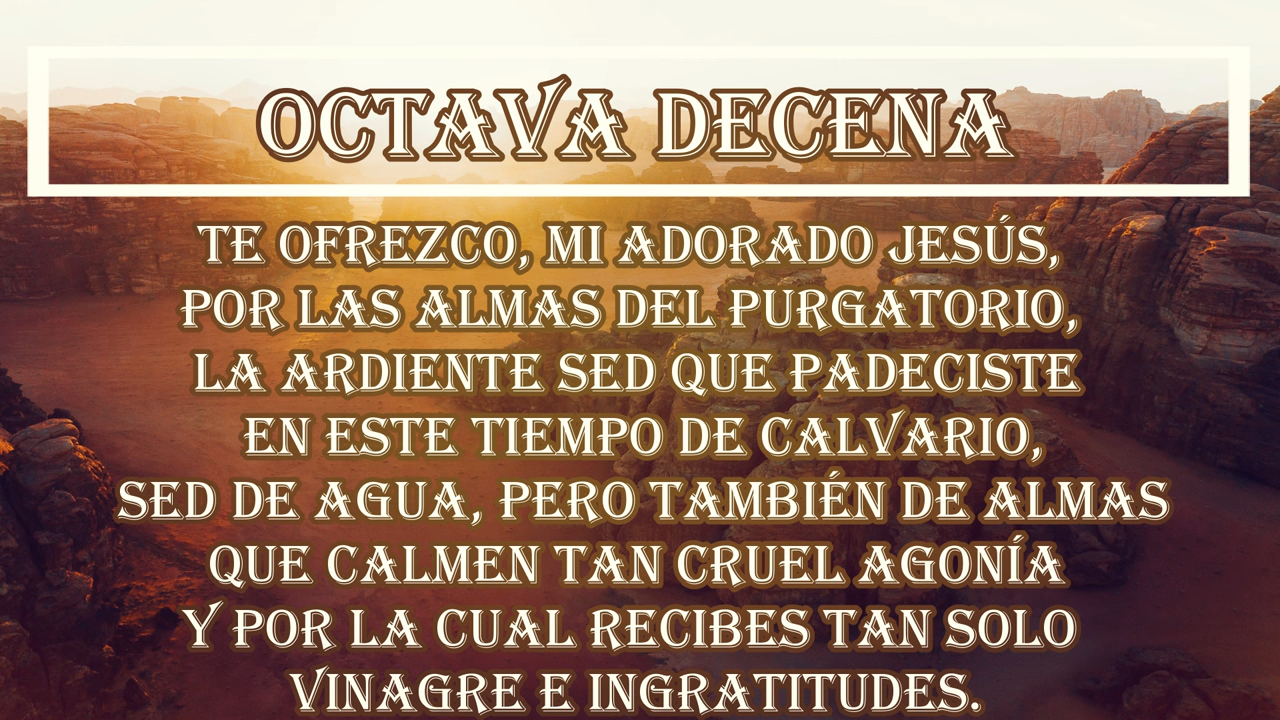 OCTAVA DECENA
TE OFREZCO, MI ADORADO JESÚS,
POR LAS ALMAS DEL PURGATORIO,
LA ARDIENTE SED QUE PADECISTE
EN ESTE TIEMPO DE CALVARIO,
SED DE AGUA, PERO TAMBIÉN DE ALMAS
QUE CALMEN TAN CRUEL AGONÍA
Y POR LA CUAL RECIBES TAN SOLO
VINAGRE E INGRATITUDES.